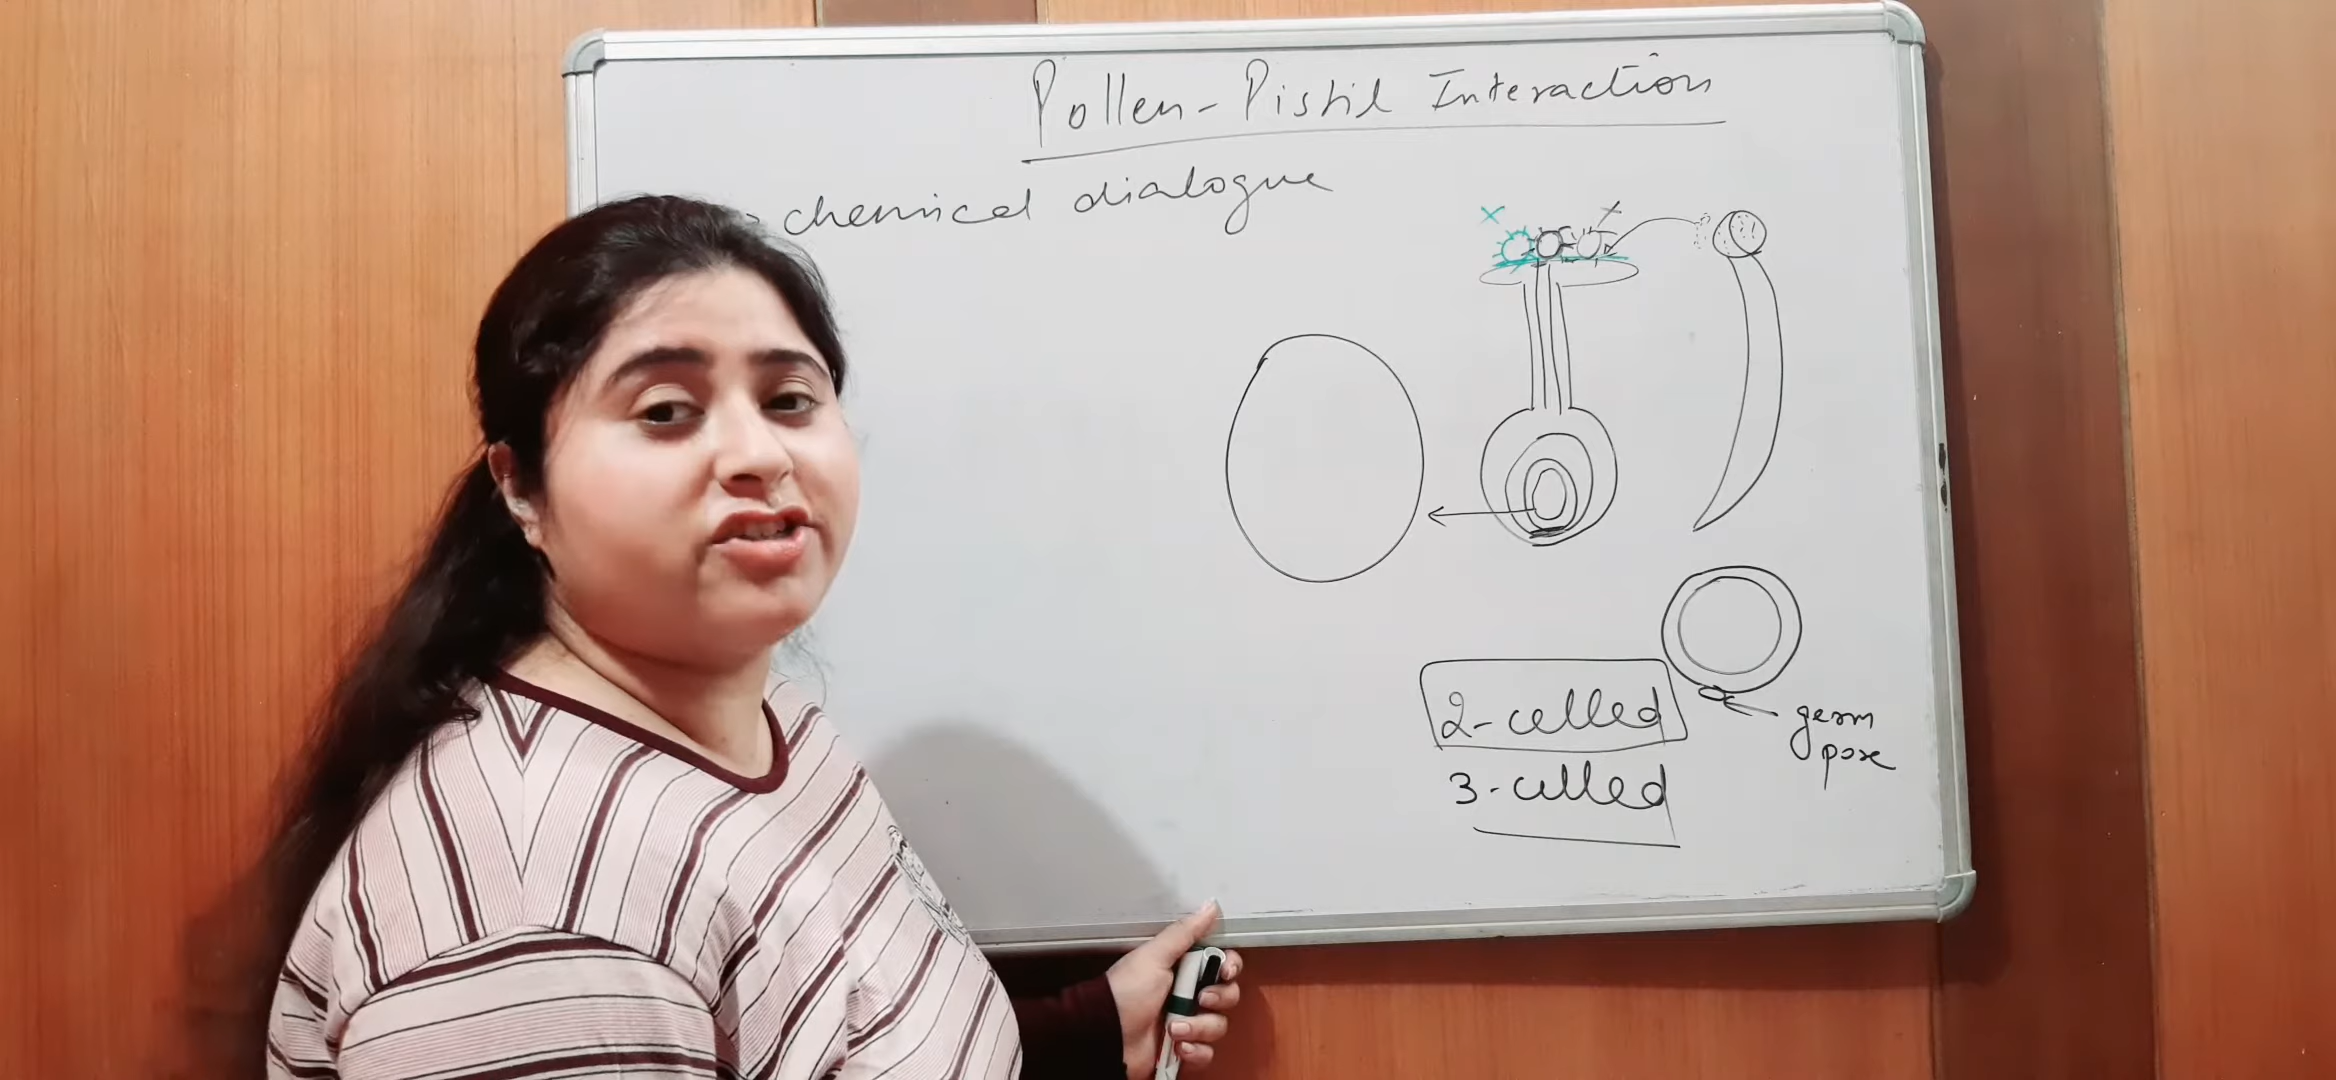 Pollen-Pistil Interaction
chemical dialogue
2-celled
3-celled
germ
pore